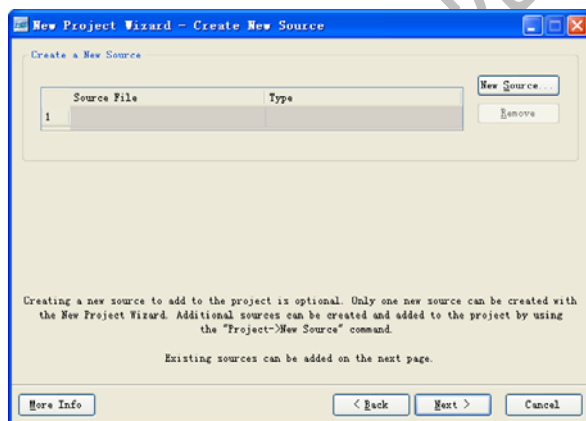 New Project Wizard - Create New Source
Create a New Source
New Source...
Source File Type
1
Remove
Creating a new source to add to the project is optional. Only one new source can be created with
the New Project Wizard. Additional sources can be created and added to the project by using
the "Project->New Source" command.
Existing sources can be added on the next page.
More Info < Back Next > Cancel